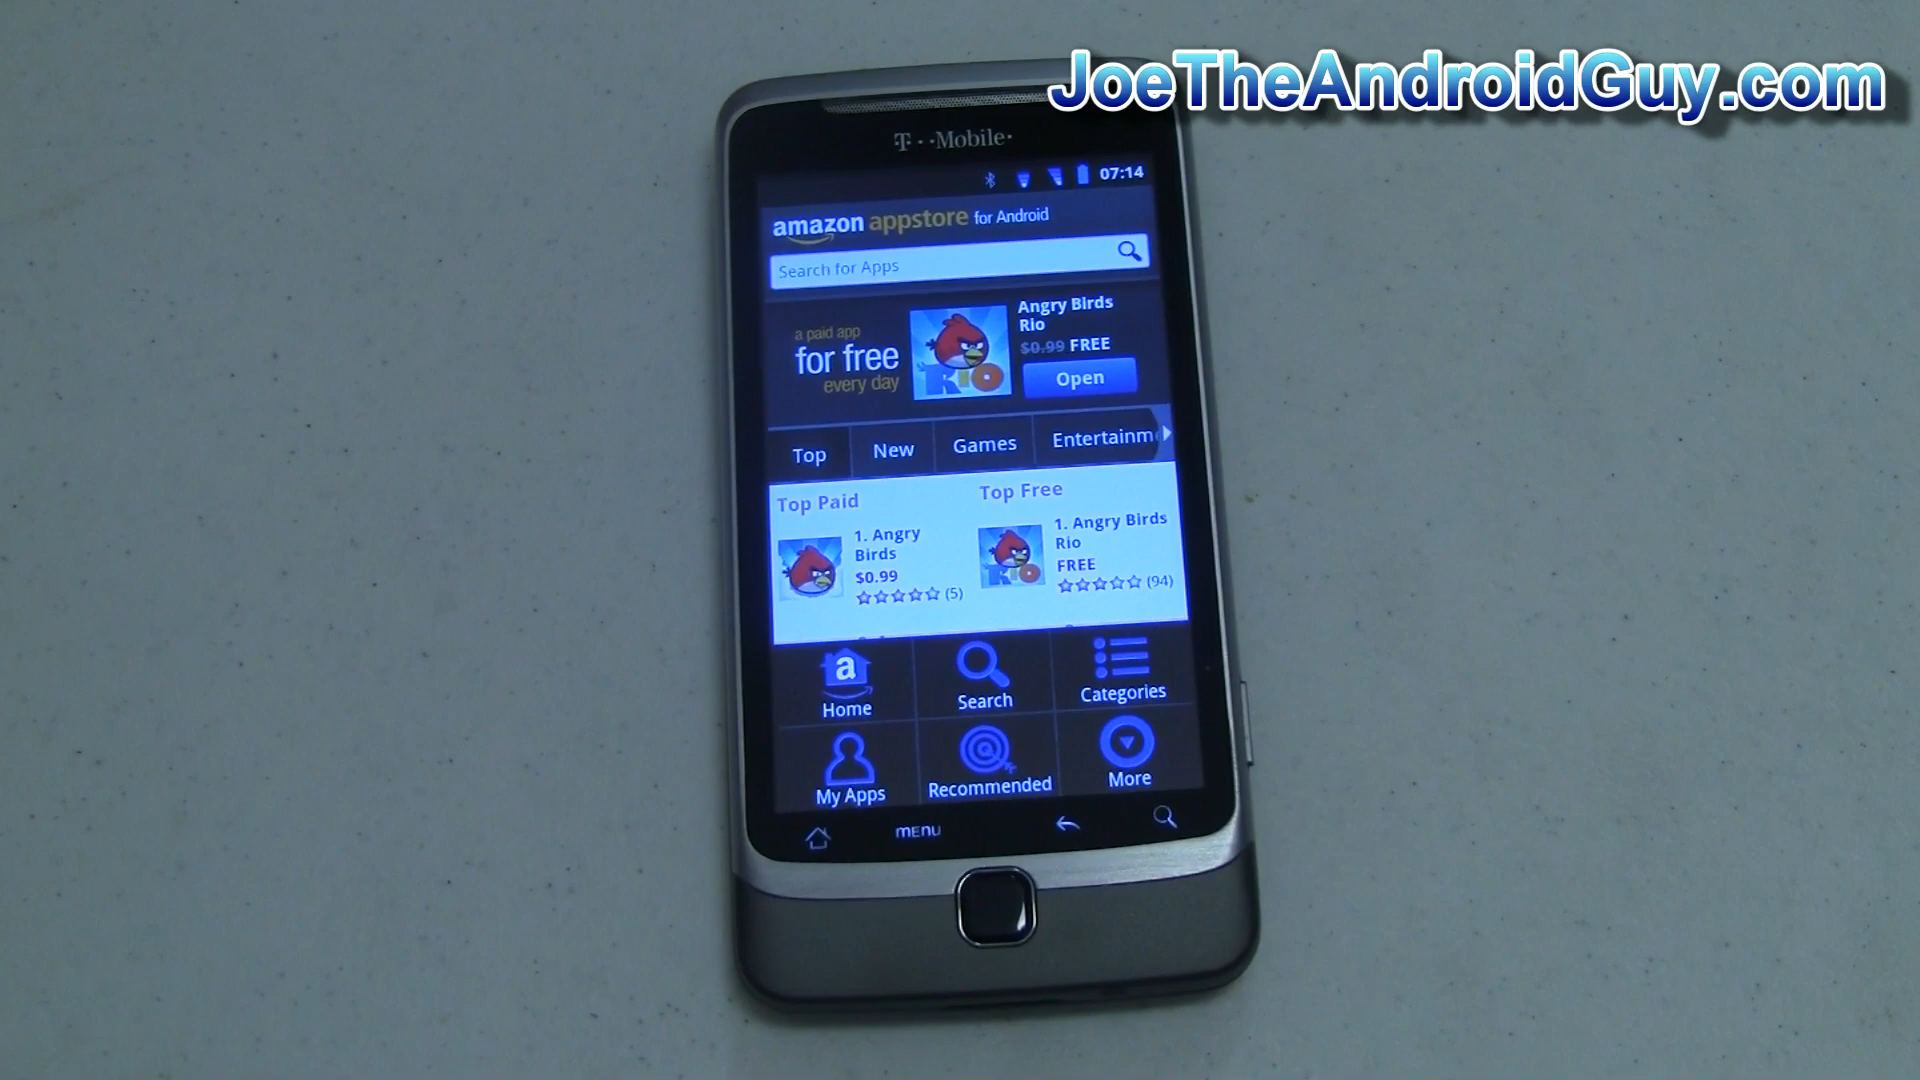 JoeTheAndroidGuy.com
T··Mobile·
07:14
amazon appstore for Android
Search for Apps
a paid app
for free
every day
Angry Birds
Rio
$0.99 FREE
Open
Top
New
Games
Entertainm
Top Paid
1. Angry
Birds
$0.99
(5)
Top Free
1. Angry Birds
Rio
FREE
(94)
a
Home
Search
Categories
My Apps
Recommended
More
menu